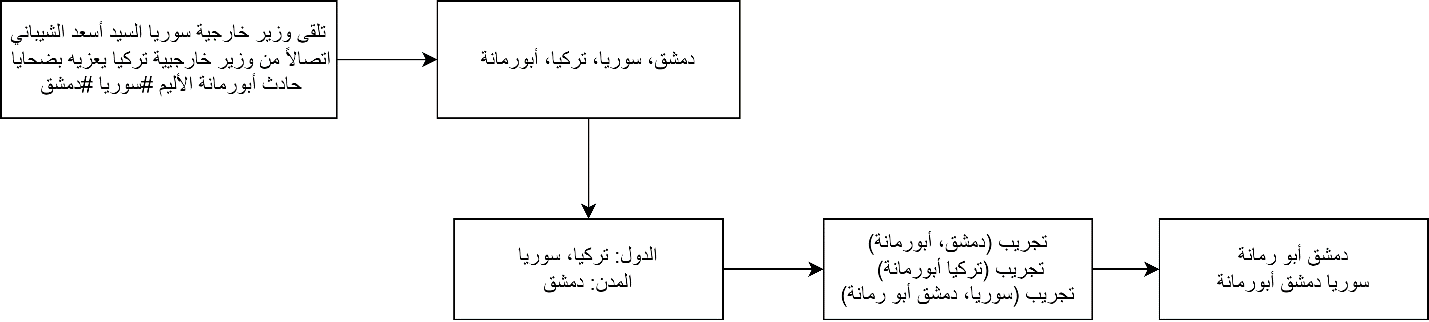 تلقى وزير خارجية سوريا السيد أسعد الشيباني
اتصالاً من وزير خارجيية تركيا يعزيه بضحايا
حادث أبورمانة الأليم #سوريا #دمشق
دمشق، سوريا، تركيا، أبورمانة
الدول: تركيا، سوريا
المدن: دمشق
تجريب (دمشق، أبورمانة)
تجريب (تركيا أبورمانة)
تجريب (سوريا، دمشق أبو رمانة)
دمشق أبو رمانة
سوريا دمشق أبورمانة